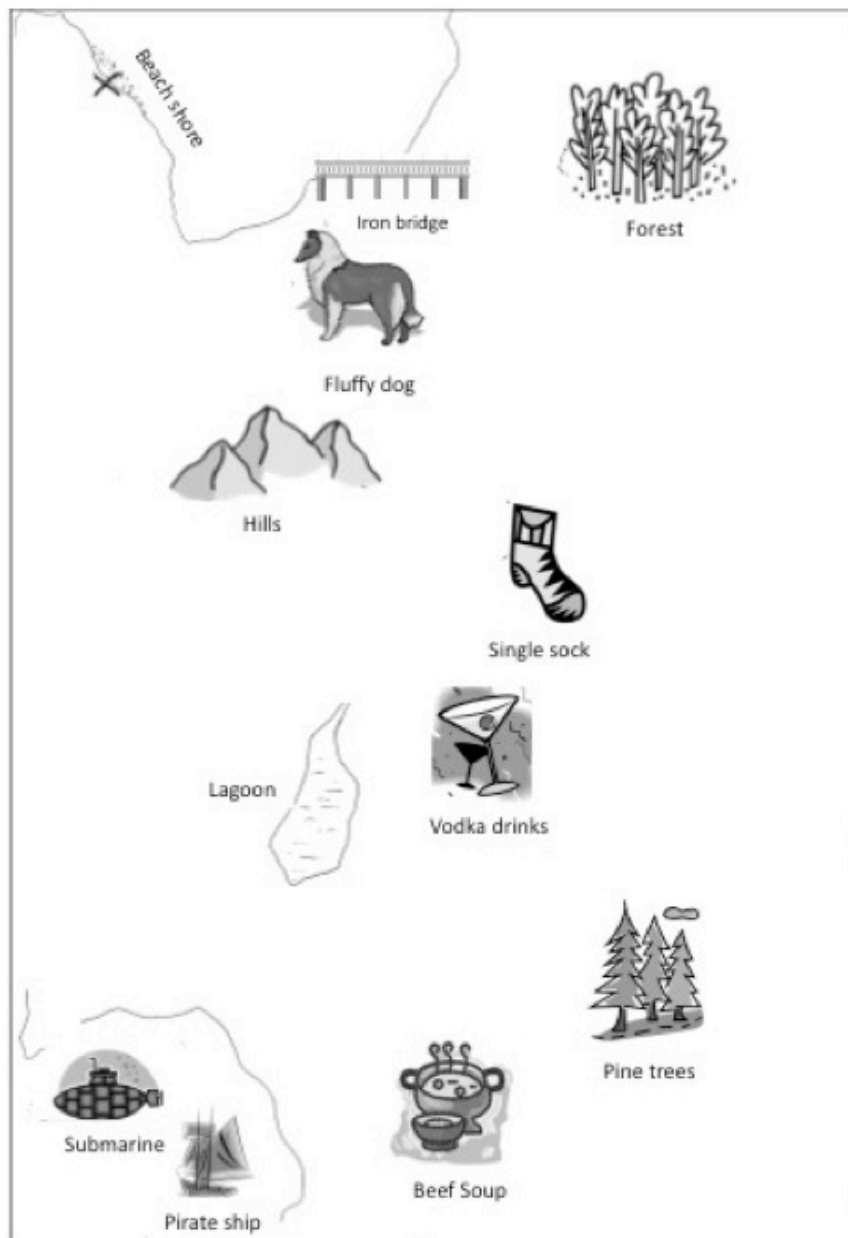 Beach shore
Iron bridge
Forest
Fluffy dog
Hills
Single sock
Lagoon
Vodka drinks
Pine trees
Submarine
Beef Soup
Pirate ship